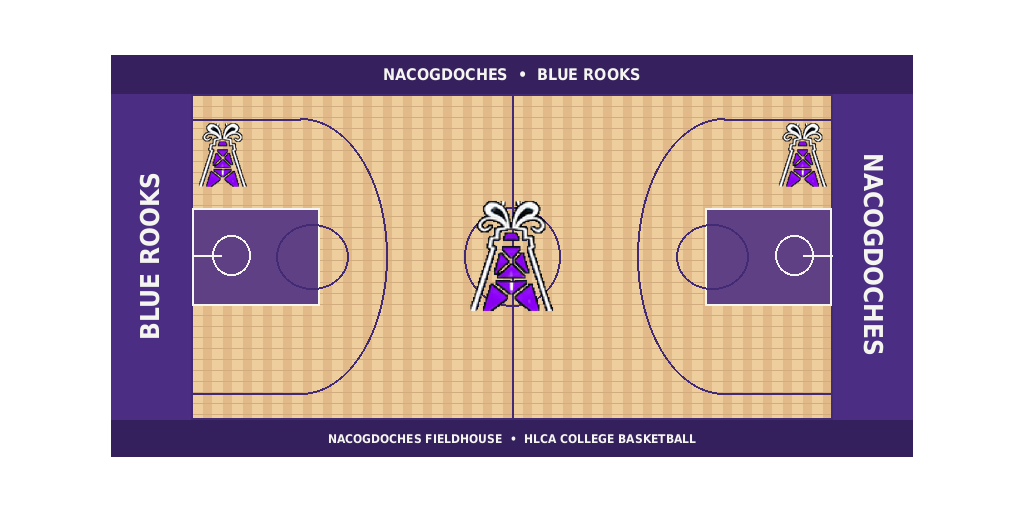 NACOGDOCHES • BLUE ROOKS
BLUE ROOKS
NACOGDOCHES
NACOGDOCHES FIELDHOUSE • HLCA COLLEGE BASKETBALL